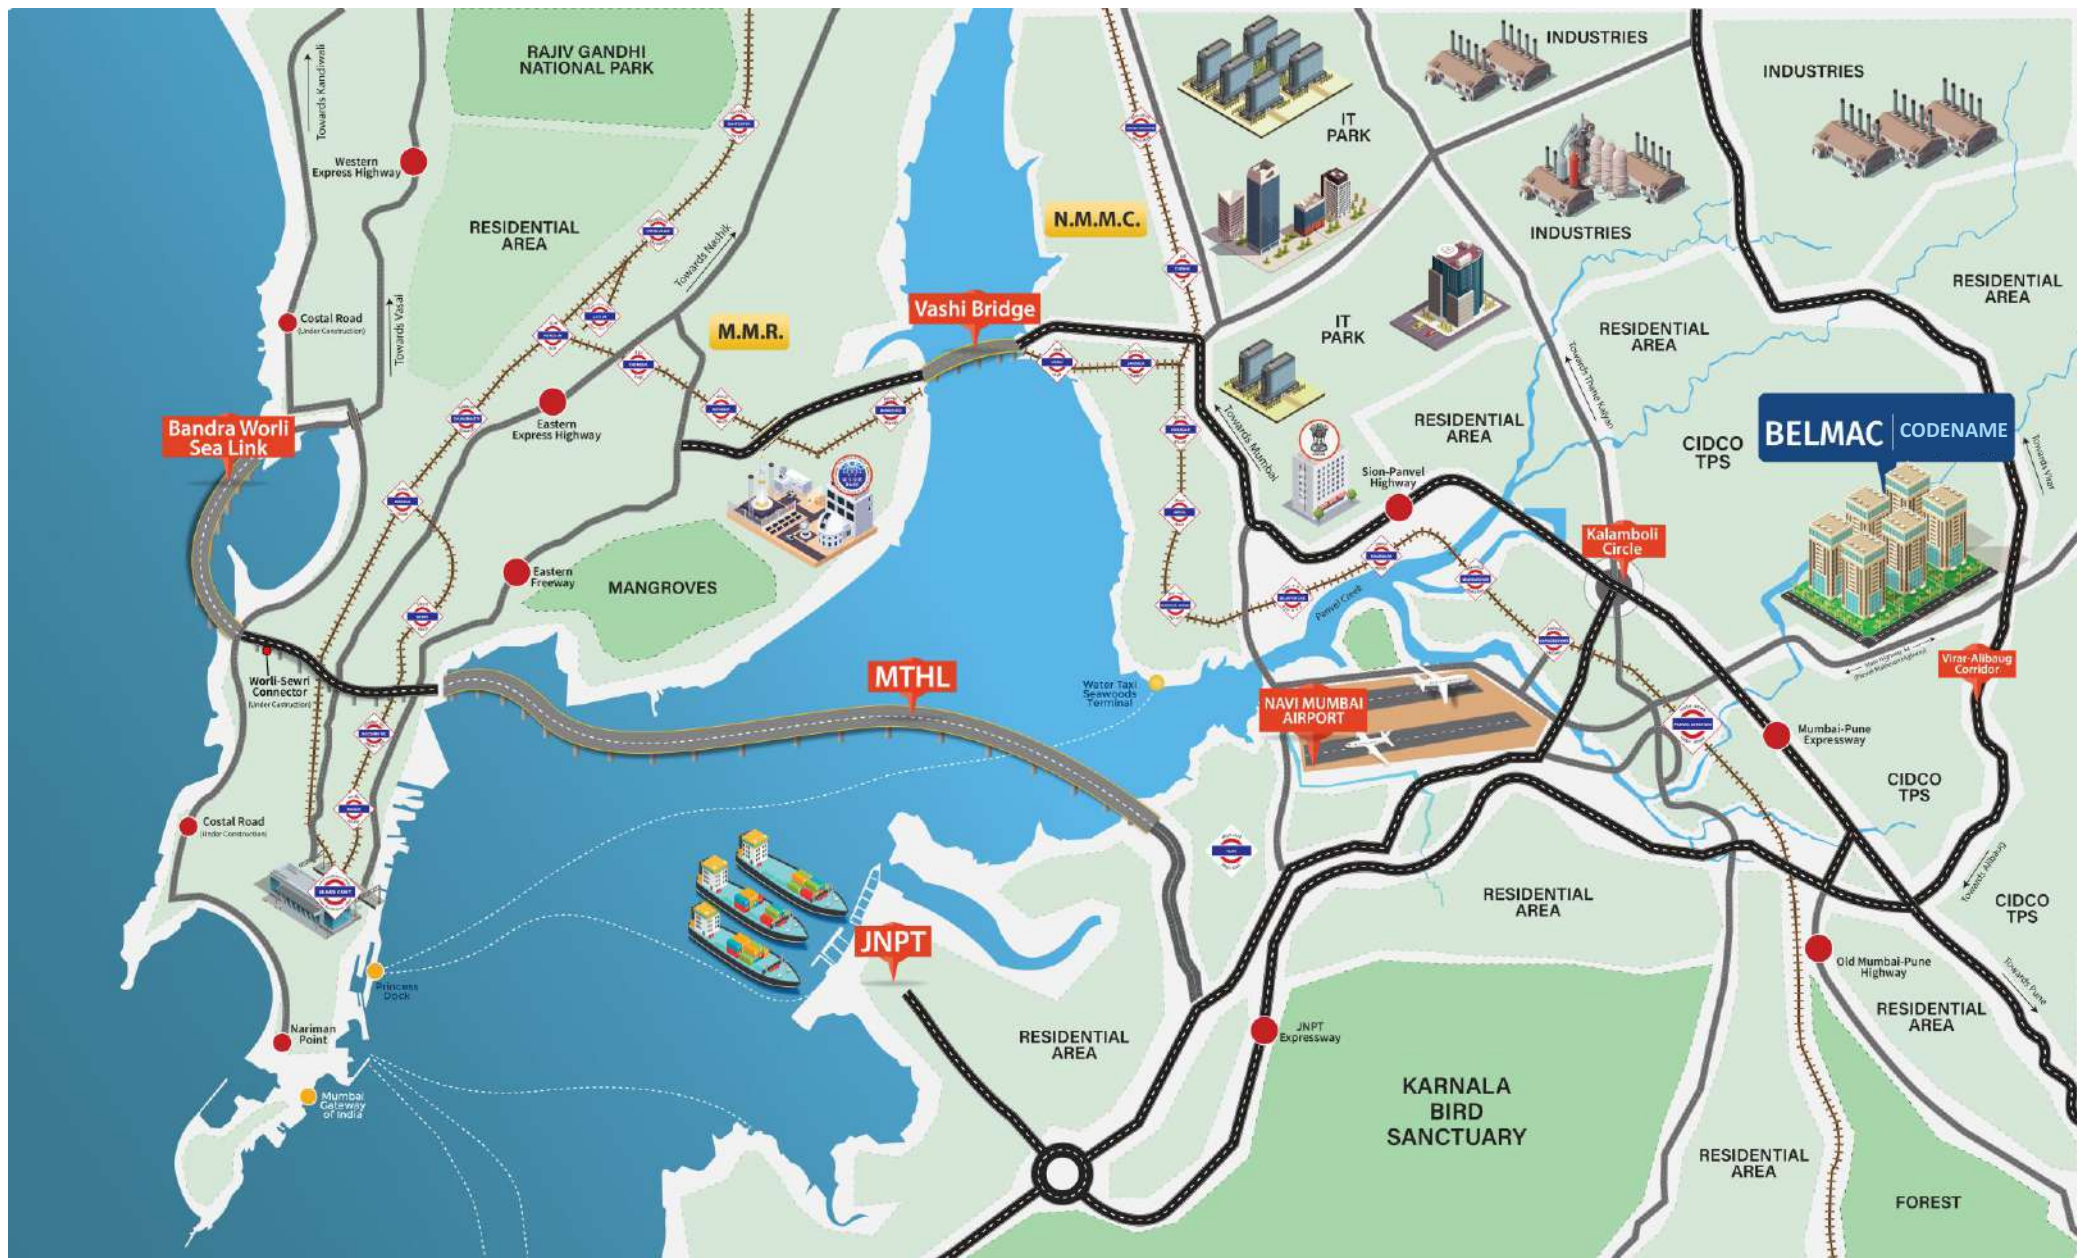 RAJIV GANDHI
NATIONAL PARK
Towards Kandiwali
Western
Express Highway
RESIDENTIAL
AREA
Towards Nashik
Costal Road
(Under Construction)
Towards Vasai
M.M.R.
N.M.M.C.
Vashi Bridge
Bandra Worli
Sea Link
Eastern
Express Highway
Eastern
Freeway
MANGROVES
Worli-Sewri
Connector
MTHL
Water Taxi
Seawoods
Terminal
Costal Road
(Under Construction)
Princess
Dock
Nariman
Point
Mumbai
Gateway
of India
JNPT
RESIDENTIAL
AREA
IT
PARK
INDUSTRIES
INDUSTRIES
INDUSTRIES
IT
PARK
RESIDENTIAL
AREA
RESIDENTIAL
AREA
Towards Thane Kalyan
RESIDENTIAL
AREA
Towards Mumbai
Sion-Panvel
Highway
CIDCO
TPS
BELMAC | CODENAME
Towards Virar
Kalamboli
Circle
Panvel Creek
NAVI MUMBAI
AIRPORT
Virar-Alibaug
Corridor
Mumbai-Pune
Expressway
CIDCO
TPS
Towards Alibaug
CIDCO
TPS
RESIDENTIAL
AREA
Old Mumbai-Pune
Highway
Towards Pune
RESIDENTIAL
AREA
JNPT
Expressway
KARNALA
BIRD
SANCTUARY
RESIDENTIAL
AREA
FOREST